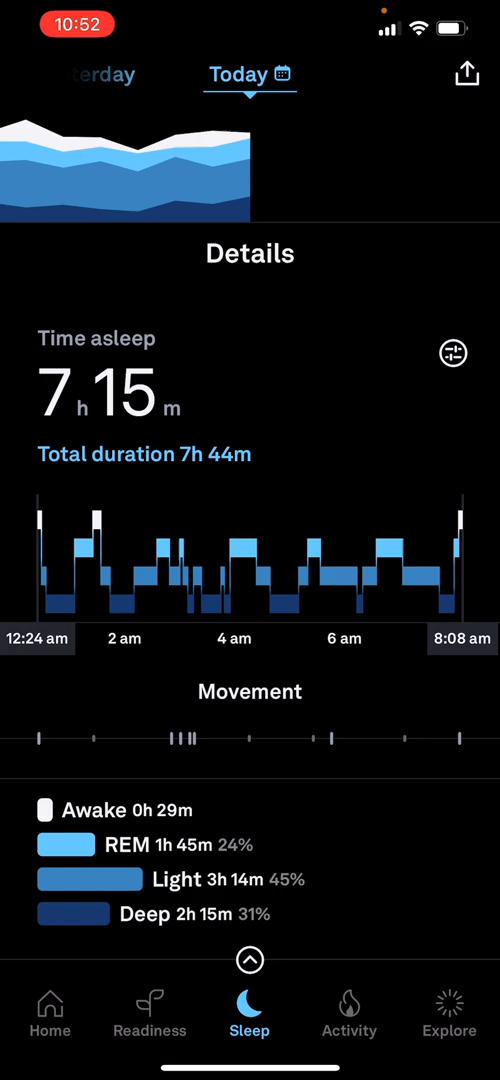 10:52
terday Today
Details
Time asleep
7h 15m
Total duration 7h 44m
12:24 am 2 am 4 am 6 am 8:08 am
Movement
Awake 0h 29m
REM 1h 45m 24%
Light 3h 14m 45%
Deep 2h 15m 31%
Home Readiness Sleep Activity Explore